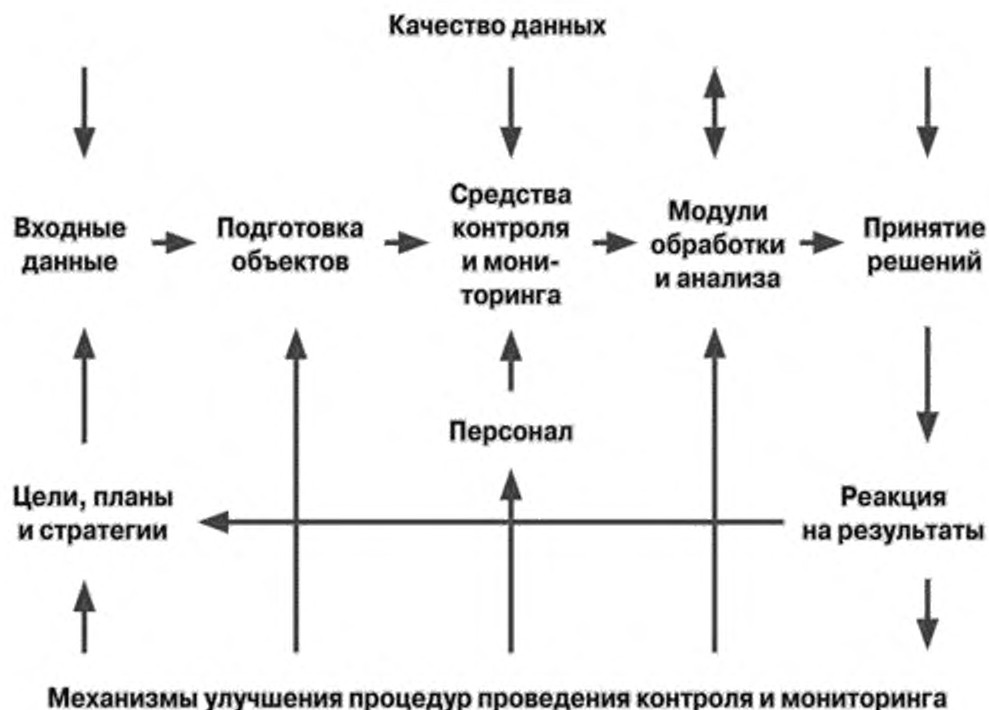 Качество данных
Входные
данные
Подготовка
объектов
Средства
контроля
и мони-
торинга
Модули
обработки
и анализа
Принятие
решений
Персонал
Цели, планы
и стратегии
Реакция
на результаты
Механизмы улучшения процедур проведения контроля и мониторинга